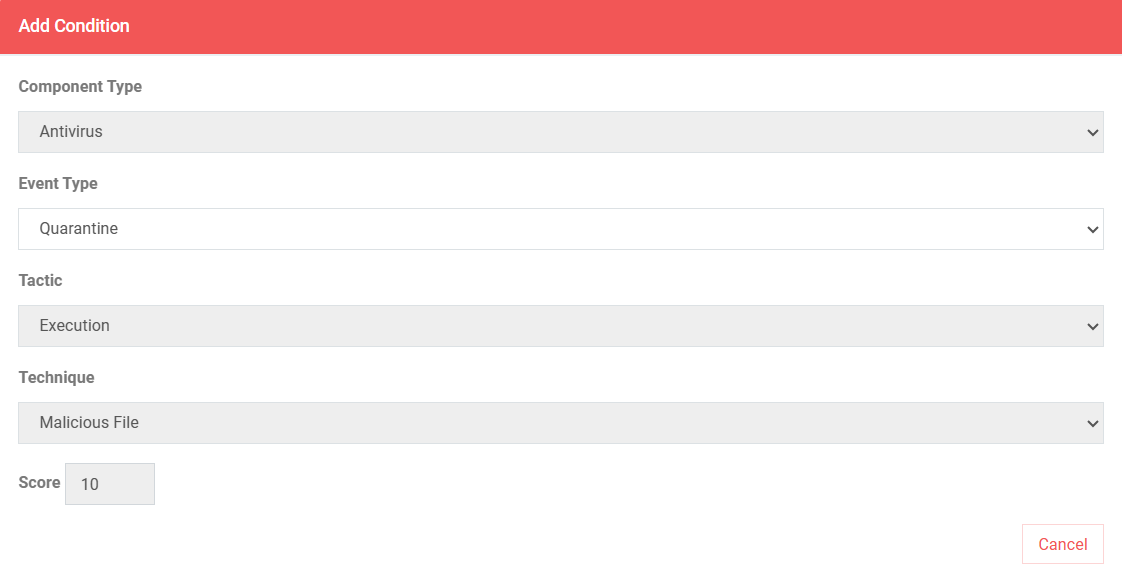 Add Condition
Component Type
Antivirus
Event Type
Quarantine
Tactic
Execution
Technique
Malicious File
Score 10
Cancel